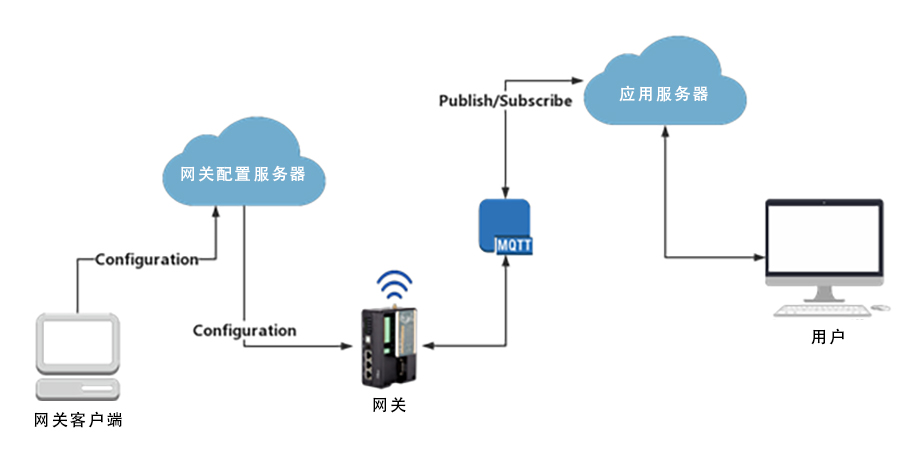 应用服务器
Publish/Subscribe
网关配置服务器
MQTT
Configuration
Configuration
用户
网关
网关客户端